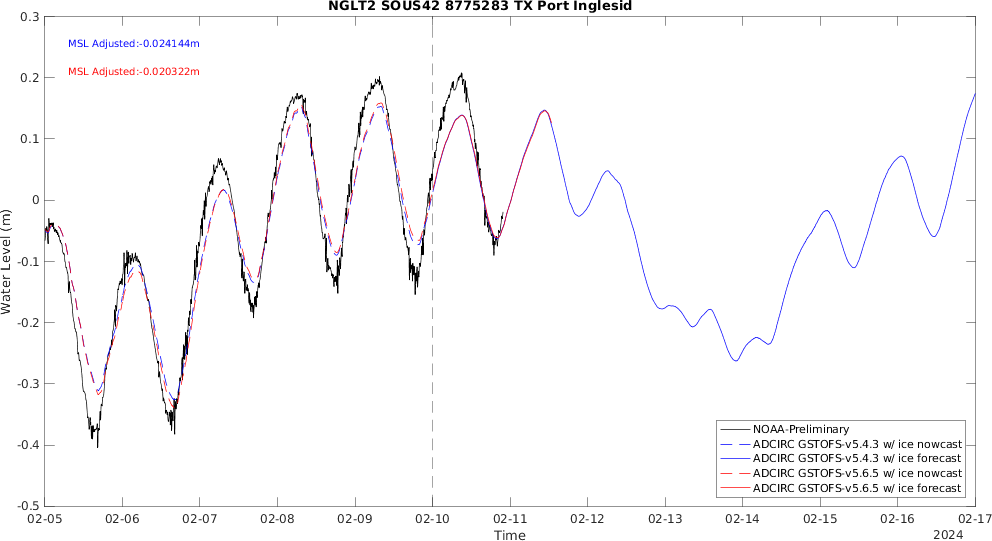 NGLT2 SOUS42 8775283 TX Port Inglesid
MSL Adjusted:-0.024144m
MSL Adjusted:-0.020322m
Water Level (m)
0.3
0.2
0.1
0
-0.1
-0.2
-0.3
-0.4
-0.5
NOAA-Preliminary
ADCIRC GSTOFS-v5.4.3 w/ ice nowcast
ADCIRC GSTOFS-v5.4.3 w/ ice forecast
ADCIRC GSTOFS-v5.6.5 w/ ice nowcast
ADCIRC GSTOFS-v5.6.5 w/ ice forecast
02-05 02-06 02-07 02-08 02-09 02-10 02-11 02-12 02-13 02-14 02-15 02-16 02-17
Time
2024